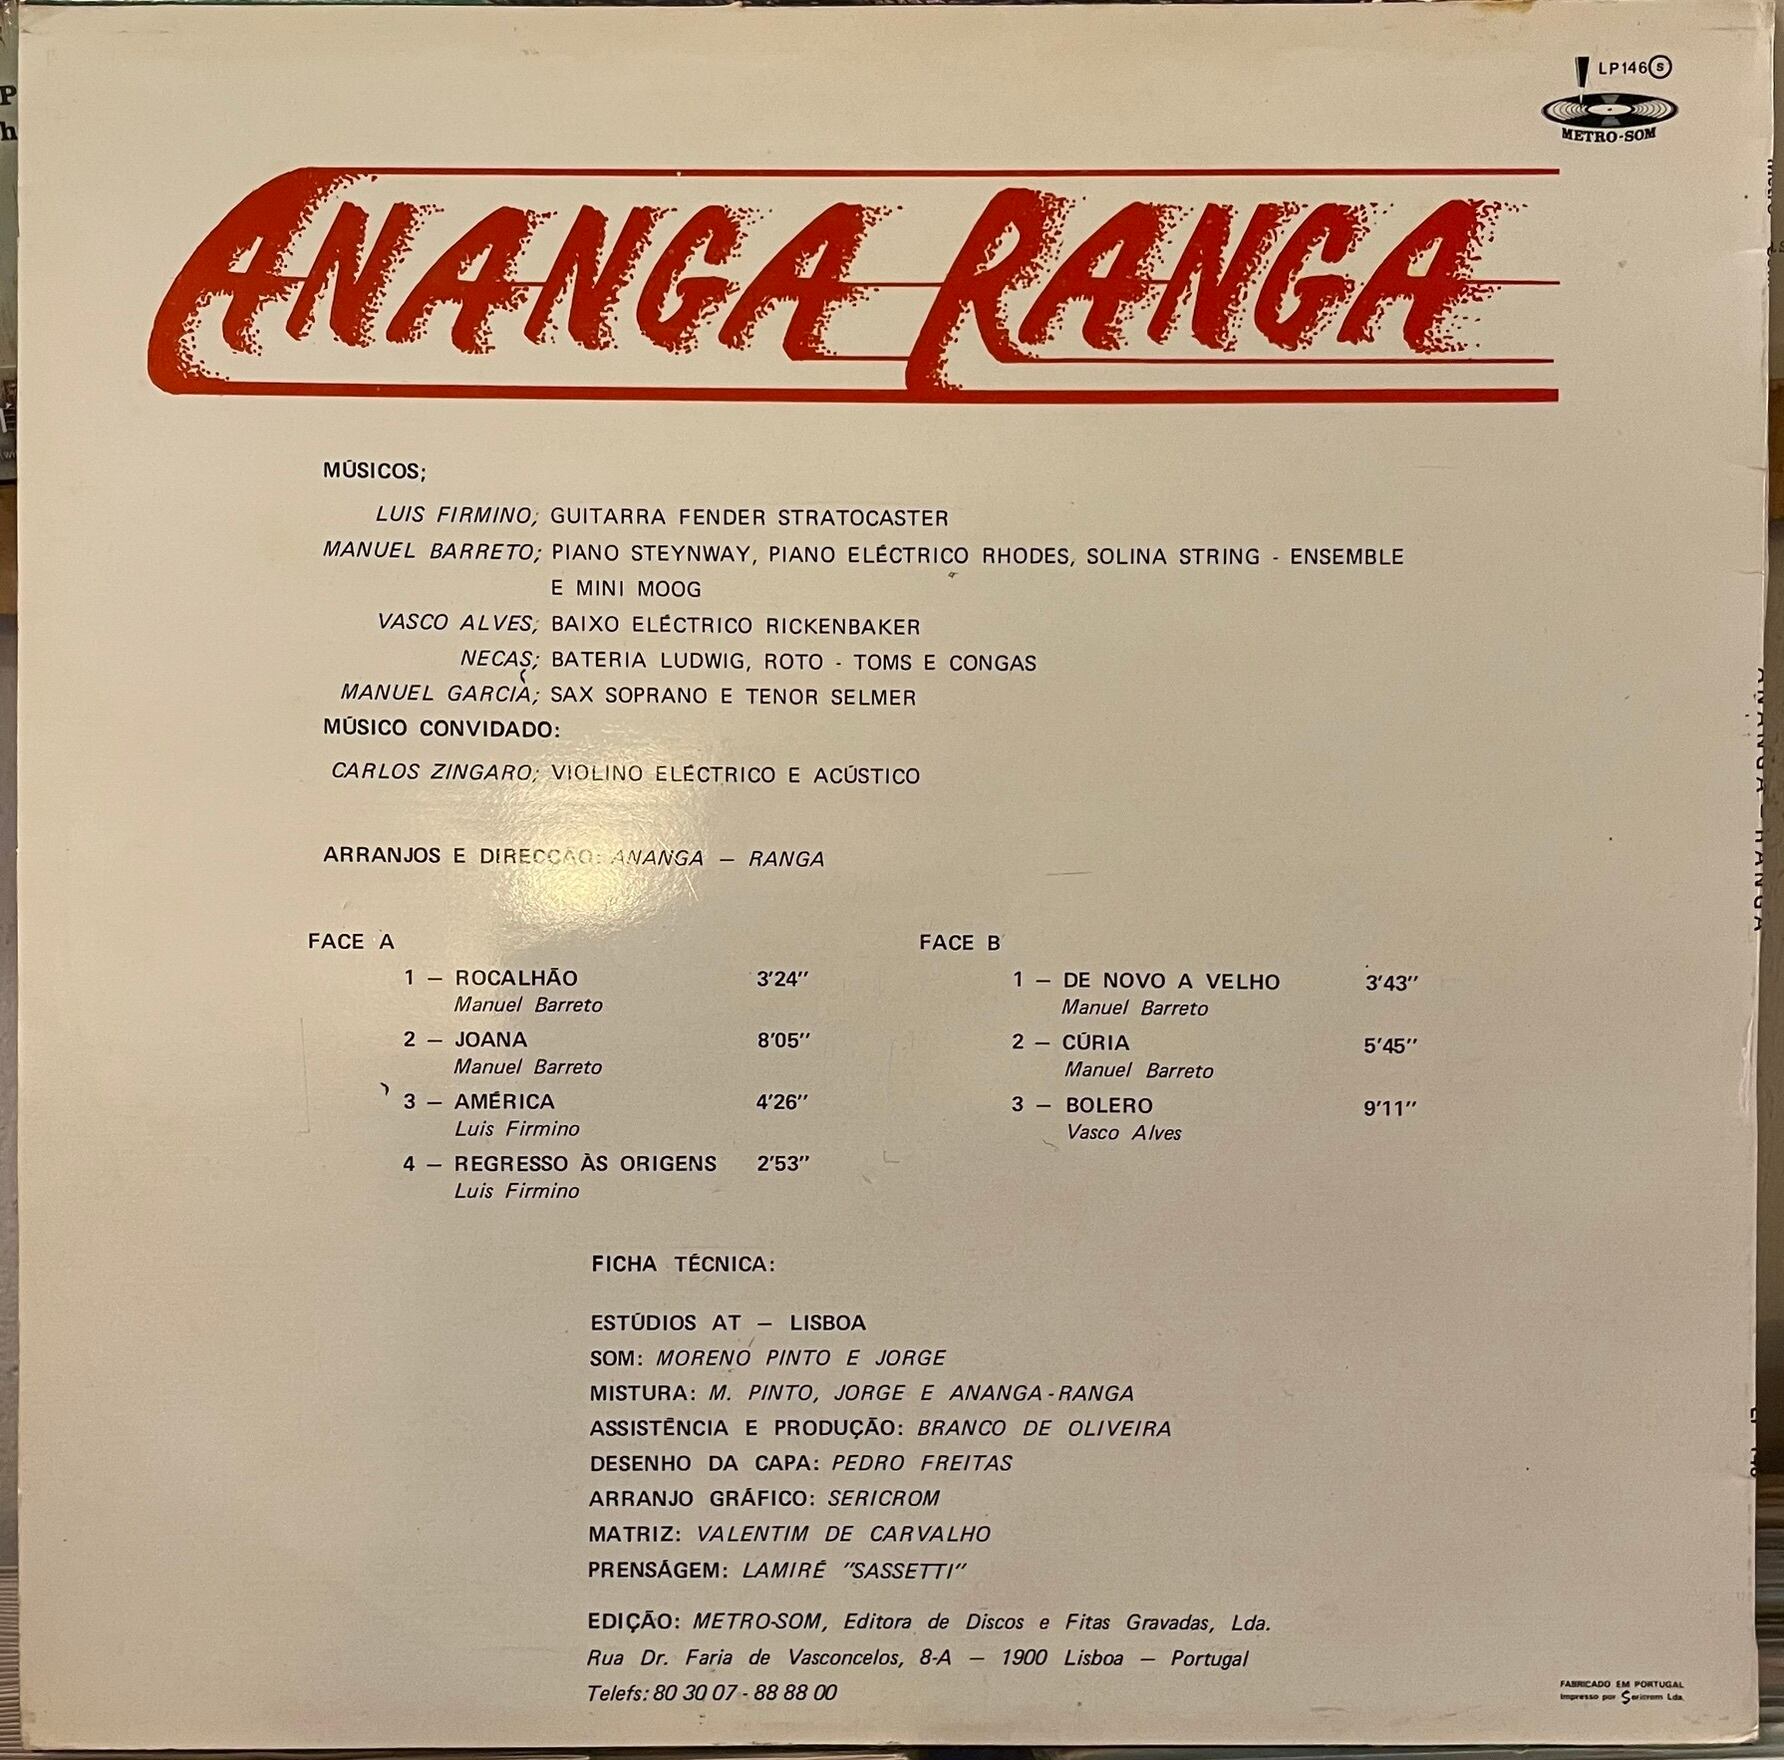 LP146 S
METRO-SOM
ANANGA RANGA
MÚSICOS;
LUIS FIRMINO; GUITARRA FENDER STRATOCASTER
MANUEL BARRETO; PIANO STEYNWAY, PIANO ELÉCTRICO RHODES, SOLINA STRING - ENSEMBLE
E MINI MOOG
VASCO ALVES; BAIXO ELÉCTRICO RICKENBAKER
NECAS; BATERIA LUDWIG, ROTO - TOMS E CONGAS
MANUEL GARCIA; SAX SOPRANO E TENOR SELMER
MÚSICO CONVIDADO:
CARLOS ZINGARO; VIOLINO ELÉCTRICO E ACÚSTICO
ARRANJOS E DIRECÇÃO: ANANGA — RANGA
FACE A
1 — ROCALHÃO 3'24''
Manuel Barreto
2 — JOANA 8'05''
Manuel Barreto
3 — AMÉRICA 4'26''
Luis Firmino
4 — REGRESSO ÀS ORIGENS 2'53''
Luis Firmino
FACE B
1 — DE NOVO A VELHO 3'43''
Manuel Barreto
2 — CÚRIA 5'45''
Manuel Barreto
3 — BOLERO 9'11''
Vasco Alves
FICHA TÉCNICA:
ESTÚDIOS AT — LISBOA
SOM: MORENO PINTO E JORGE
MISTURA: M. PINTO, JORGE E ANANGA-RANGA
ASSISTÊNCIA E PRODUÇÃO: BRANCO DE OLIVEIRA
DESENHO DA CAPA: PEDRO FREITAS
ARRANJO GRÁFICO: SERICROM
MATRIZ: VALENTIM DE CARVALHO
PRENSÁGEM: LAMIRÉ "SASSETTI"
EDIÇÃO: METRO-SOM, Editora de Discos e Fitas Gravadas, Lda.
Rua Dr. Faria de Vasconcelos, 8-A — 1900 Lisboa — Portugal
Telefs: 80 30 07 - 88 88 00
FABRICADO EM PORTUGAL
Impresso por Sericrom Lda.
ANANGA - RANGA